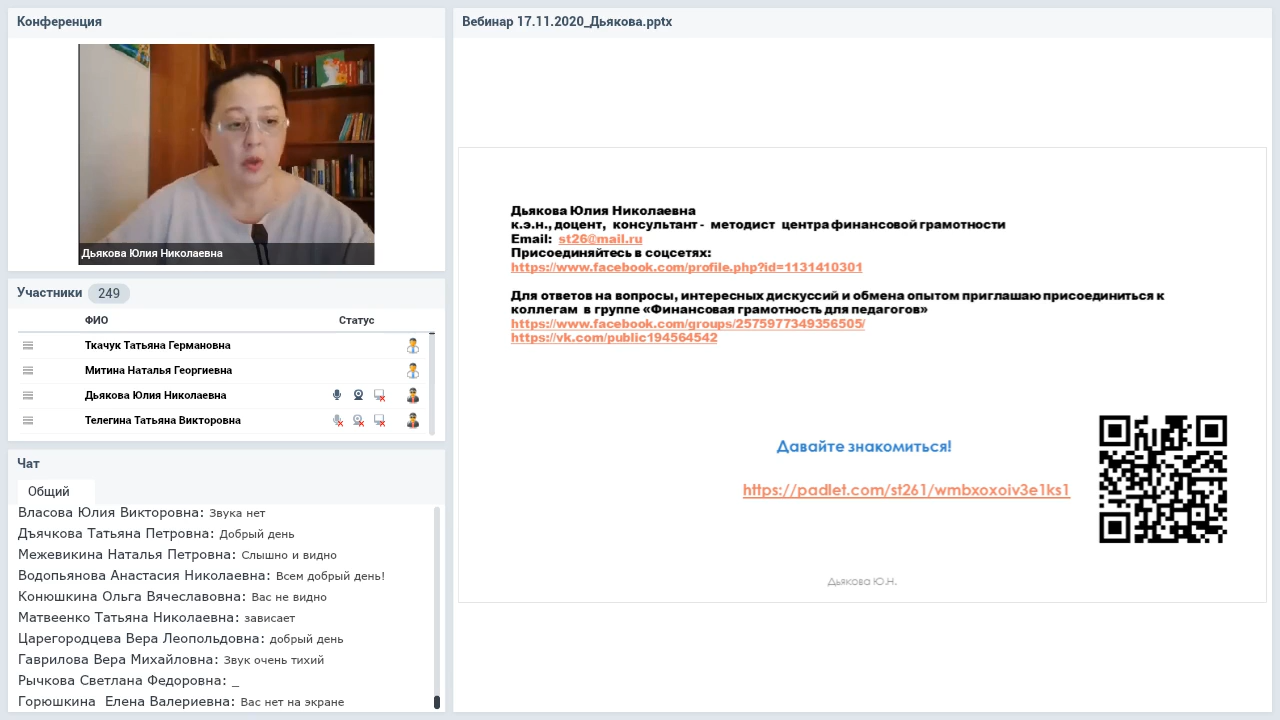 Конференция
Дьякова Юлия Николаевна
Участники 249
ФИО Статус
Ткачук Татьяна Германовна
Митина Наталья Георгиевна
Дьякова Юлия Николаевна
Телегина Татьяна Викторовна
Чат
Общий
Власова Юлия Викторовна: Звука нет
Дъячкова Татьяна Петровна: Добрый день
Межевикина Наталья Петровна: Слышно и видно
Водопьянова Анастасия Николаевна: Всем добрый день!
Конюшкина Ольга Вячеславовна: Вас не видно
Матвеенко Татьяна Николаевна: зависает
Царегородцева Вера Леопольдовна: добрый день
Гаврилова Вера Михайловна: Звук очень тихий
Рычкова Светлана Федоровна: _
Горюшкина Елена Валериевна: Вас нет на экране
Вебинар 17.11.2020_Дьякова.pptx
Дьякова Юлия Николаевна
к.э.н., доцент, консультант - методист центра финансовой грамотности
Email: st26@mail.ru
Присоединяйтесь в соцсетях:
https://www.facebook.com/profile.php?id=1131410301
Для ответов на вопросы, интересных дискуссий и обмена опытом приглашаю присоединиться к
коллегам в группе «Финансовая грамотность для педагогов»
https://www.facebook.com/groups/2575977349356505/
https://vk.com/public194564542
Давайте знакомиться!
https://padlet.com/st261/wmbxoxoiv3e1ks1
Дьякова Ю.Н.